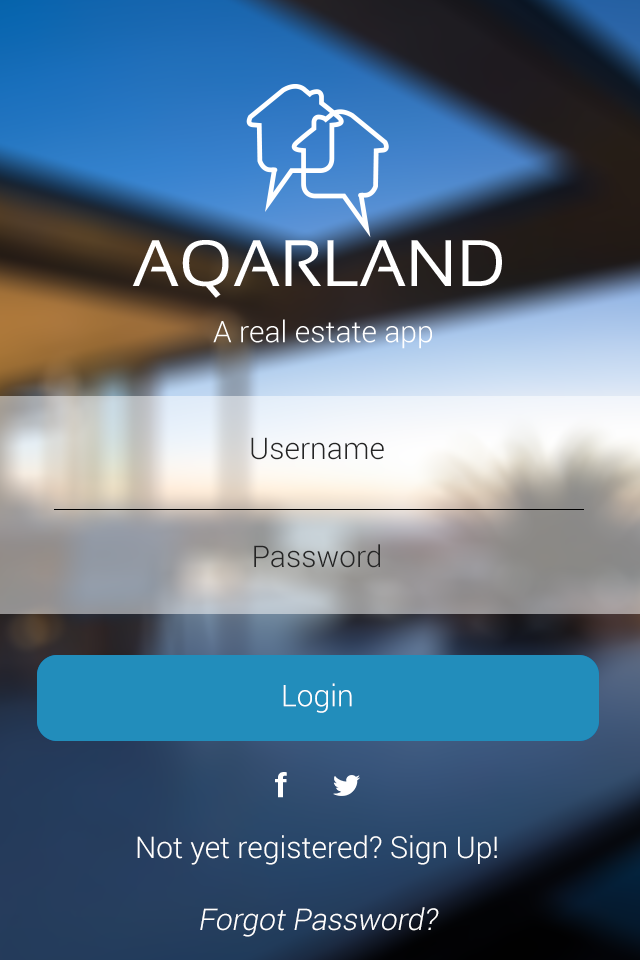 AQARLAND
A real estate app
Username
Password
Login
f
Not yet registered? Sign Up!
Forgot Password?